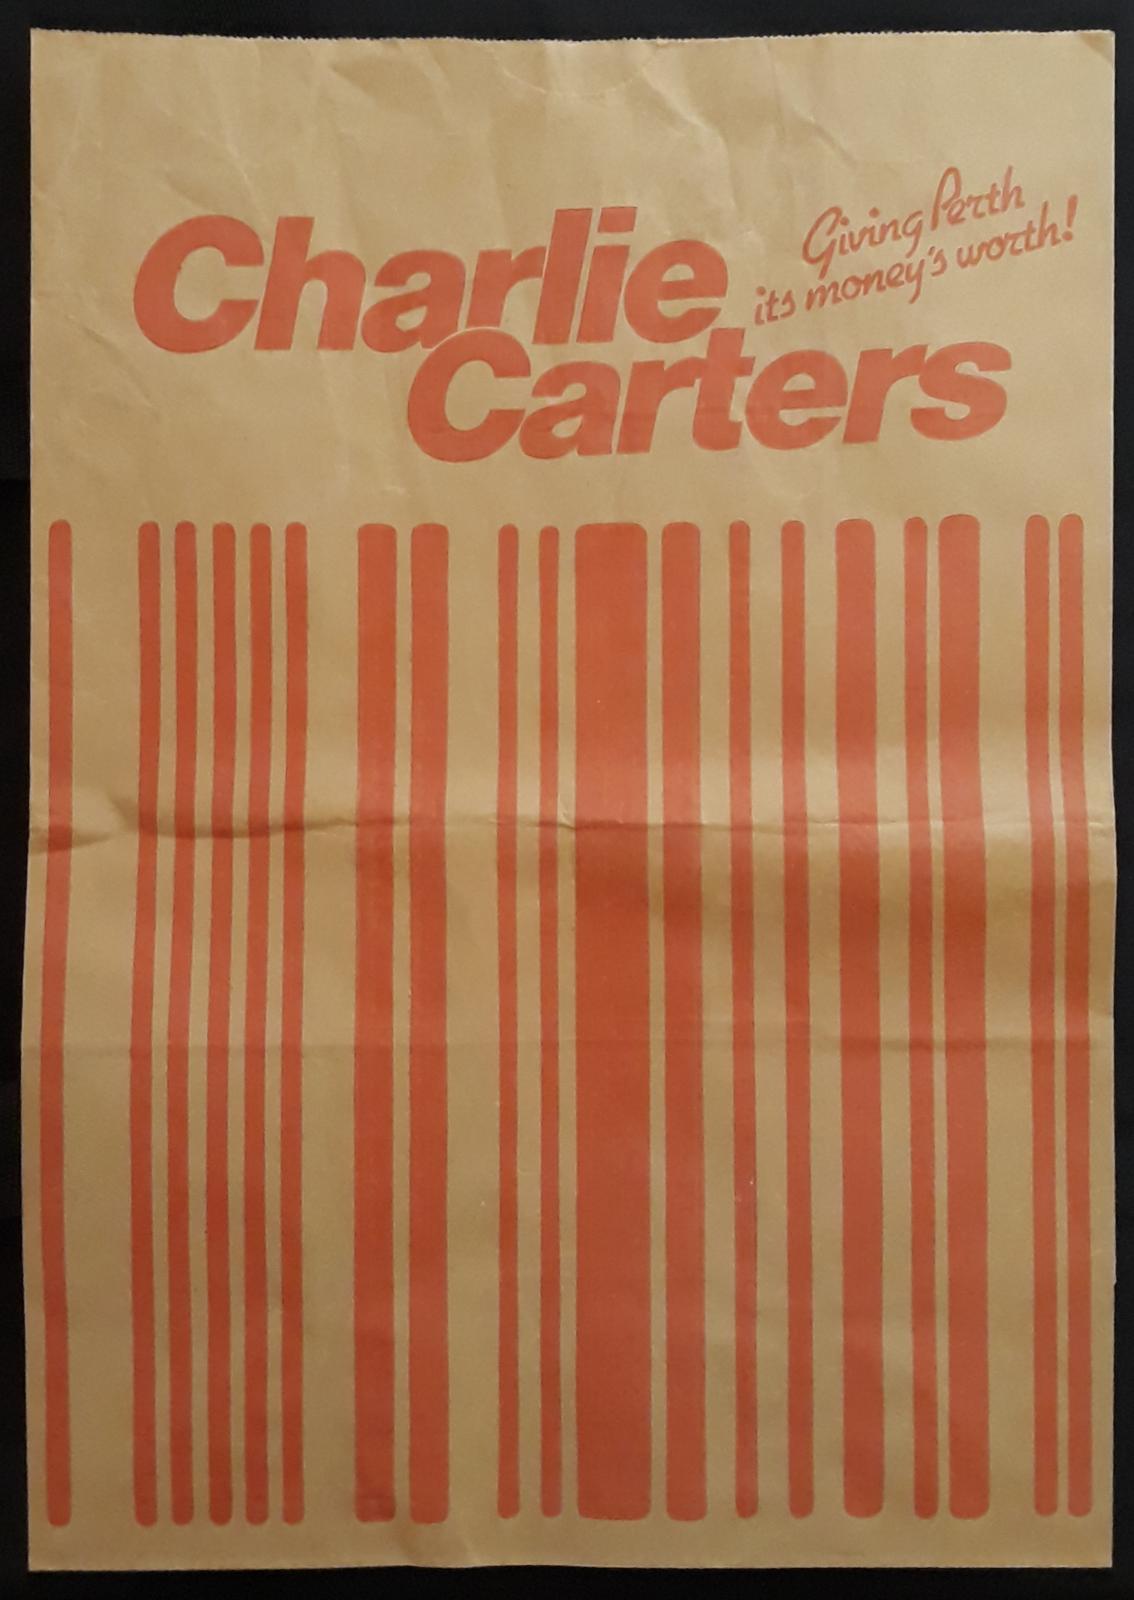 Charlie
Carters
Giving Perth
its money's worth!